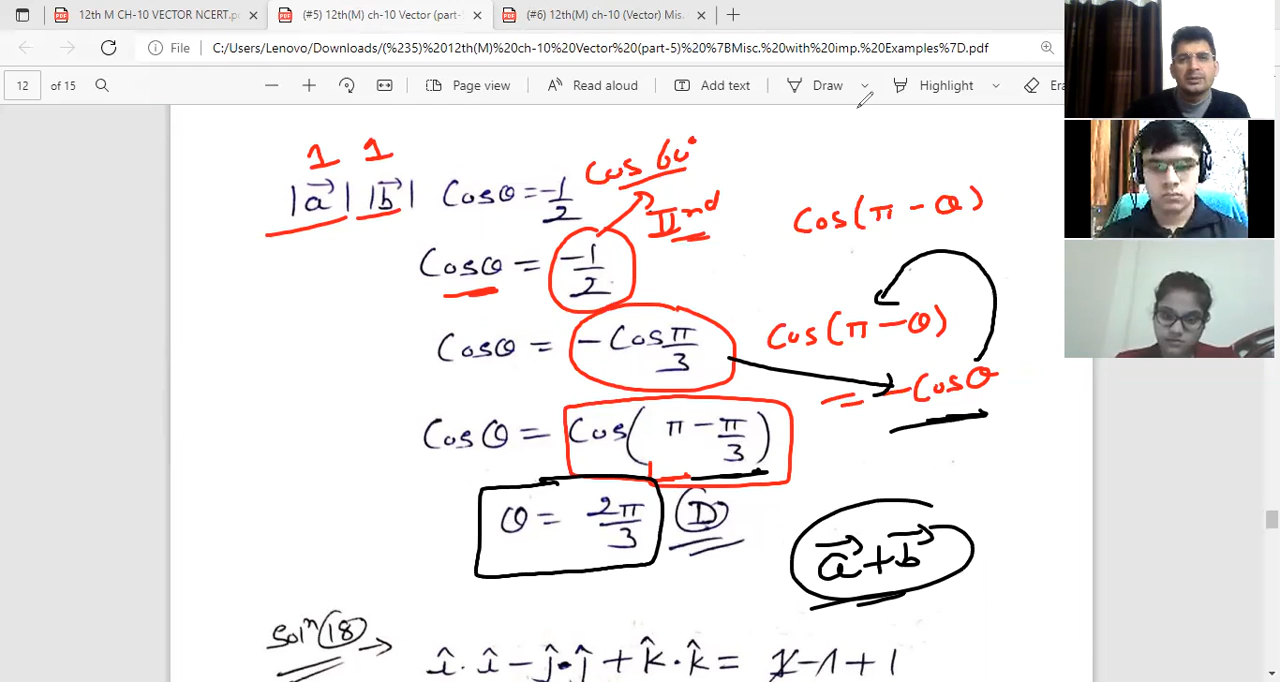 12th M CH-10 VECTOR NCERT.p
(#5) 12th(M) ch-10 Vector (part-
(#6) 12th(M) ch-10 (Vector) Mis.
File
C:/Users/Lenovo/Downloads/(%235)%2012th(M)%20ch-10%20Vector%20(part-5)%20%7BMisc.%20with%20imp.%20Examples%7D.pdf
12 of 15
Page view
Read aloud
Add text
Draw
Highlight
Era
1 1
|a⃗| |b⃗| Cosθ = -1/2
Cos 60°
IInd
Cos(π - θ)
Cosθ = -1/2
Cosθ = -Cos π/3
Cos(π - θ)
= -Cosθ
Cosθ = Cos(π - π/3)
θ = 2π/3 (D)
a⃗ + b⃗
Solⁿ (18) →
î·î - ĵ·ĵ + k̂·k̂ = 1 - 1 + 1